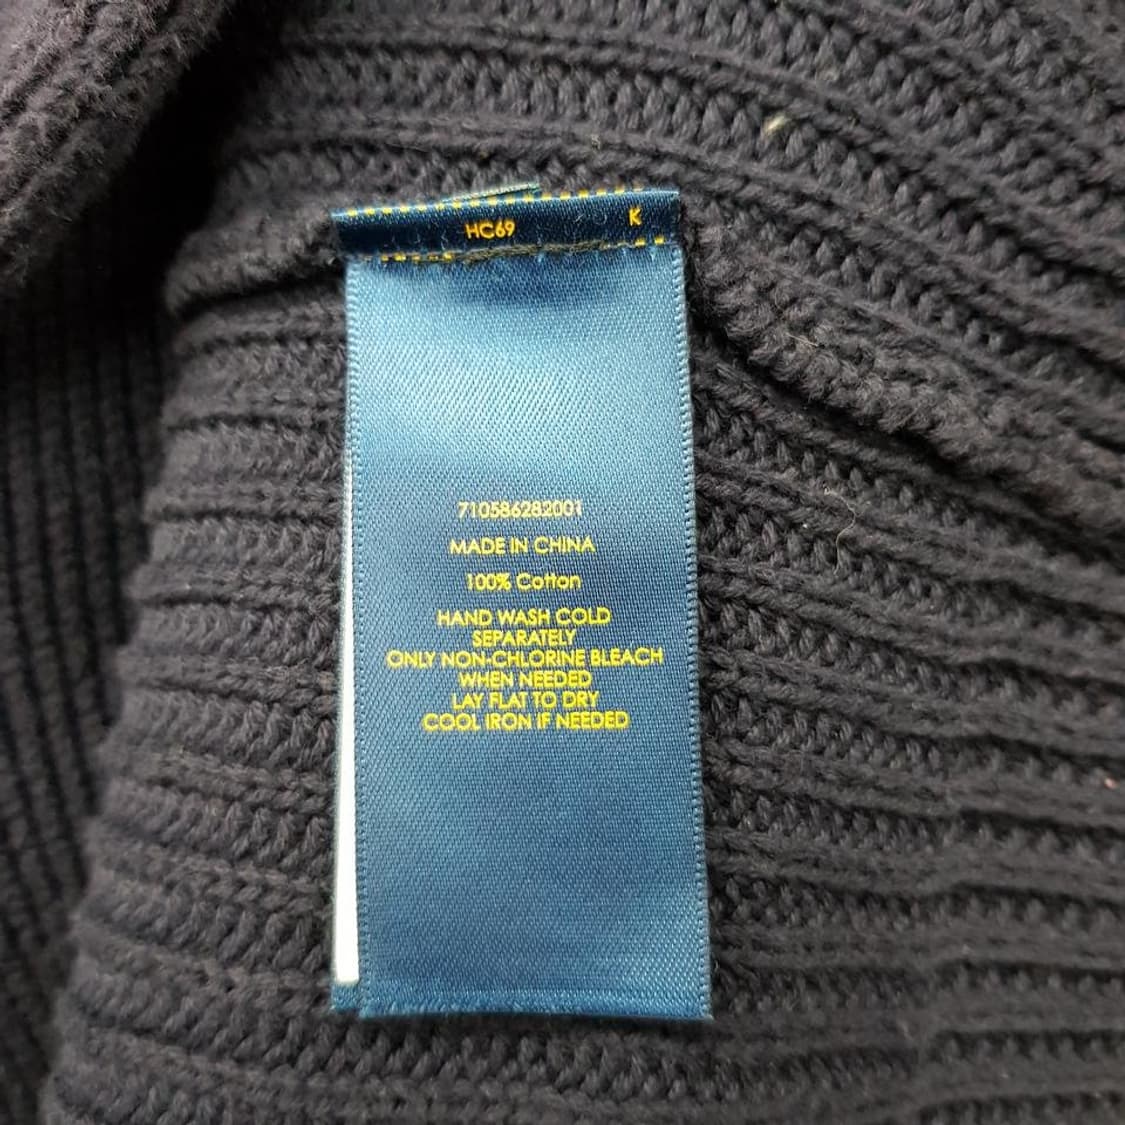 HC69 K
710586282001
MADE IN CHINA
100% Cotton
HAND WASH COLD
SEPARATELY
ONLY NON-CHLORINE BLEACH
WHEN NEEDED
LAY FLAT TO DRY
COOL IRON IF NEEDED